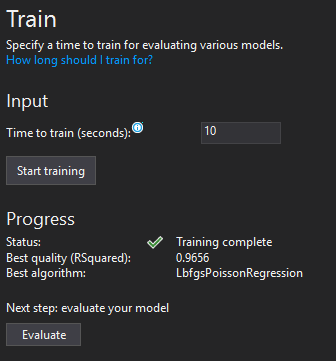 Train
Specify a time to train for evaluating various models.
How long should I train for?
Input
Time to train (seconds): 10
Start training
Progress
Status: Training complete
Best quality (RSquared): 0.9656
Best algorithm: LbfgsPoissonRegression
Next step: evaluate your model
Evaluate